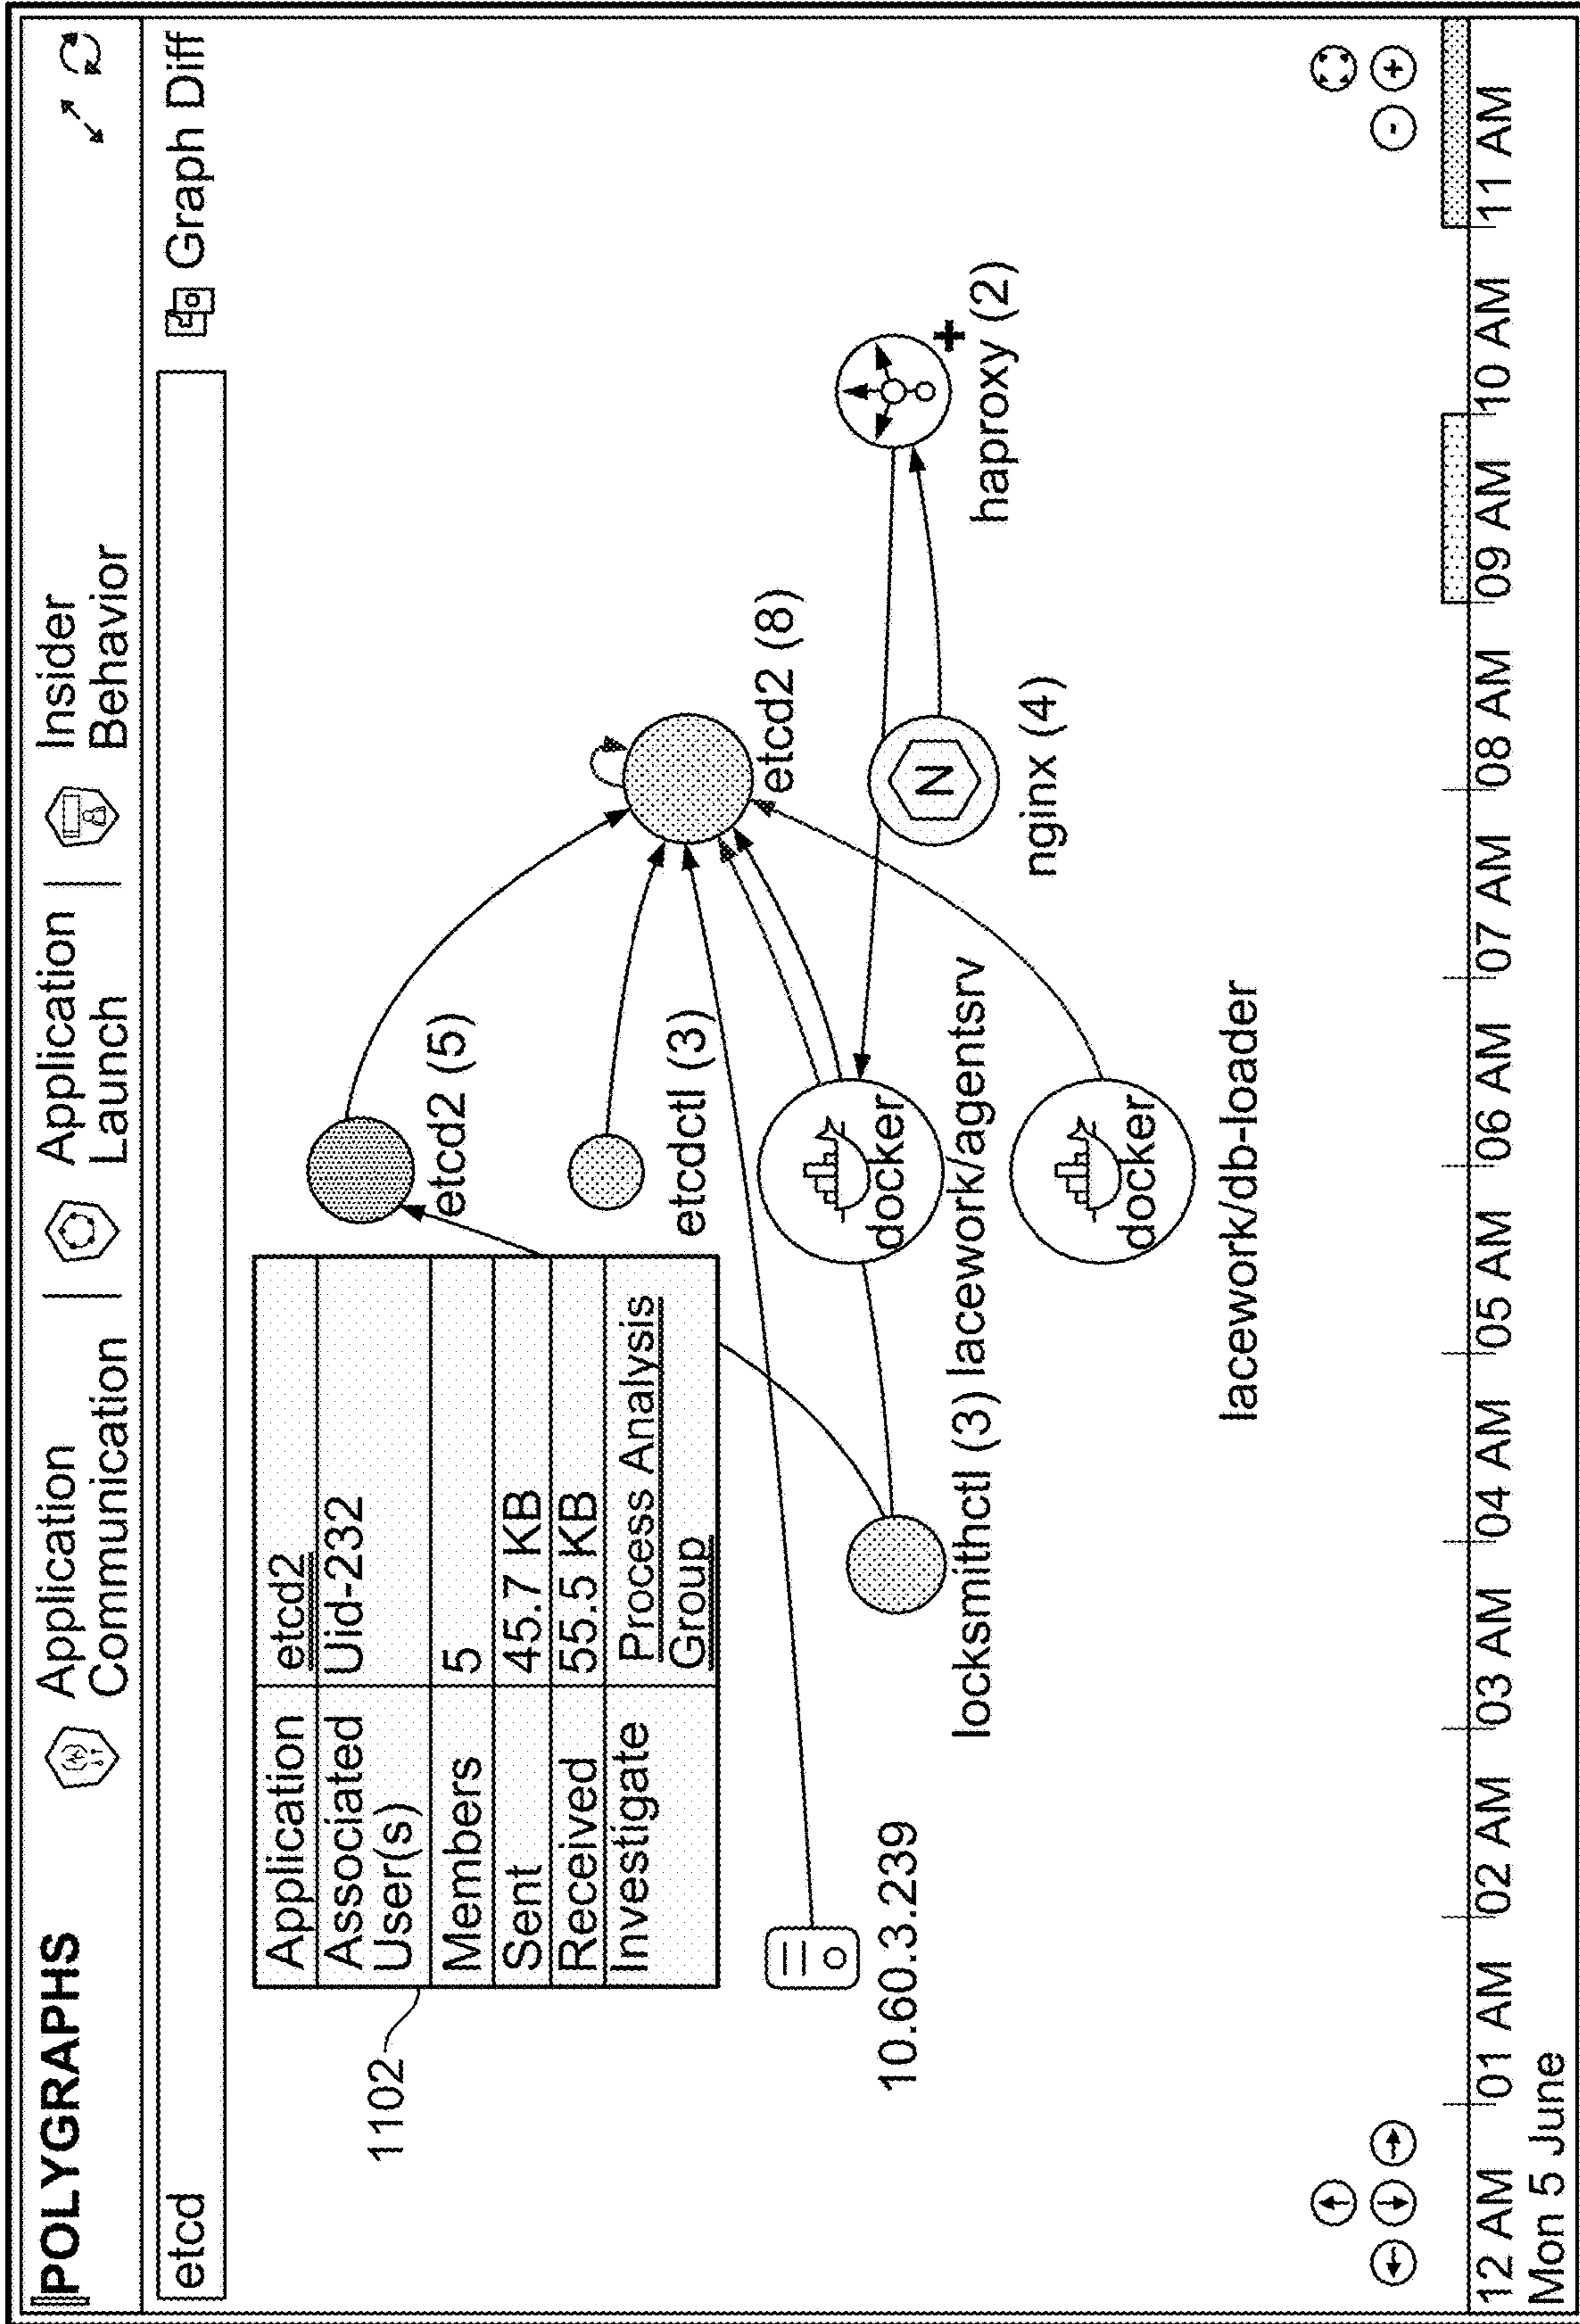 POLYGRAPHS
Application
Communication
Application
Launch
Insider
Behavior
etcd
Graph Diff
1102
Application etcd2
Associated Uid-232
User(s)
Members 5
Sent 45.7 KB
Received 55.5 KB
Investigate Process Analysis
Group
etcd2 (5)
etcd2 (8)
etcdctl (3)
10.60.3.239
docker
locksmithctl (3) lacework/agentsrv
haproxy (2)
N
nginx (4)
docker
lacework/db-loader
12 AM 01 AM 02 AM 03 AM 04 AM 05 AM 06 AM 07 AM 08 AM 09 AM 10 AM 11 AM
Mon 5 June